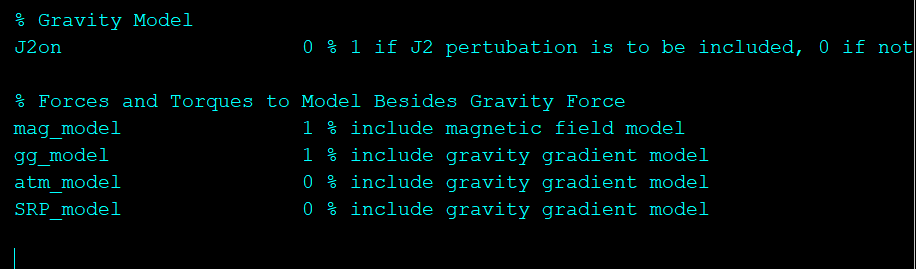 % Gravity Model
J2on 0 % 1 if J2 pertubation is to be included, 0 if not
% Forces and Torques to Model Besides Gravity Force
mag_model 1 % include magnetic field model
gg_model 1 % include gravity gradient model
atm_model 0 % include gravity gradient model
SRP_model 0 % include gravity gradient model